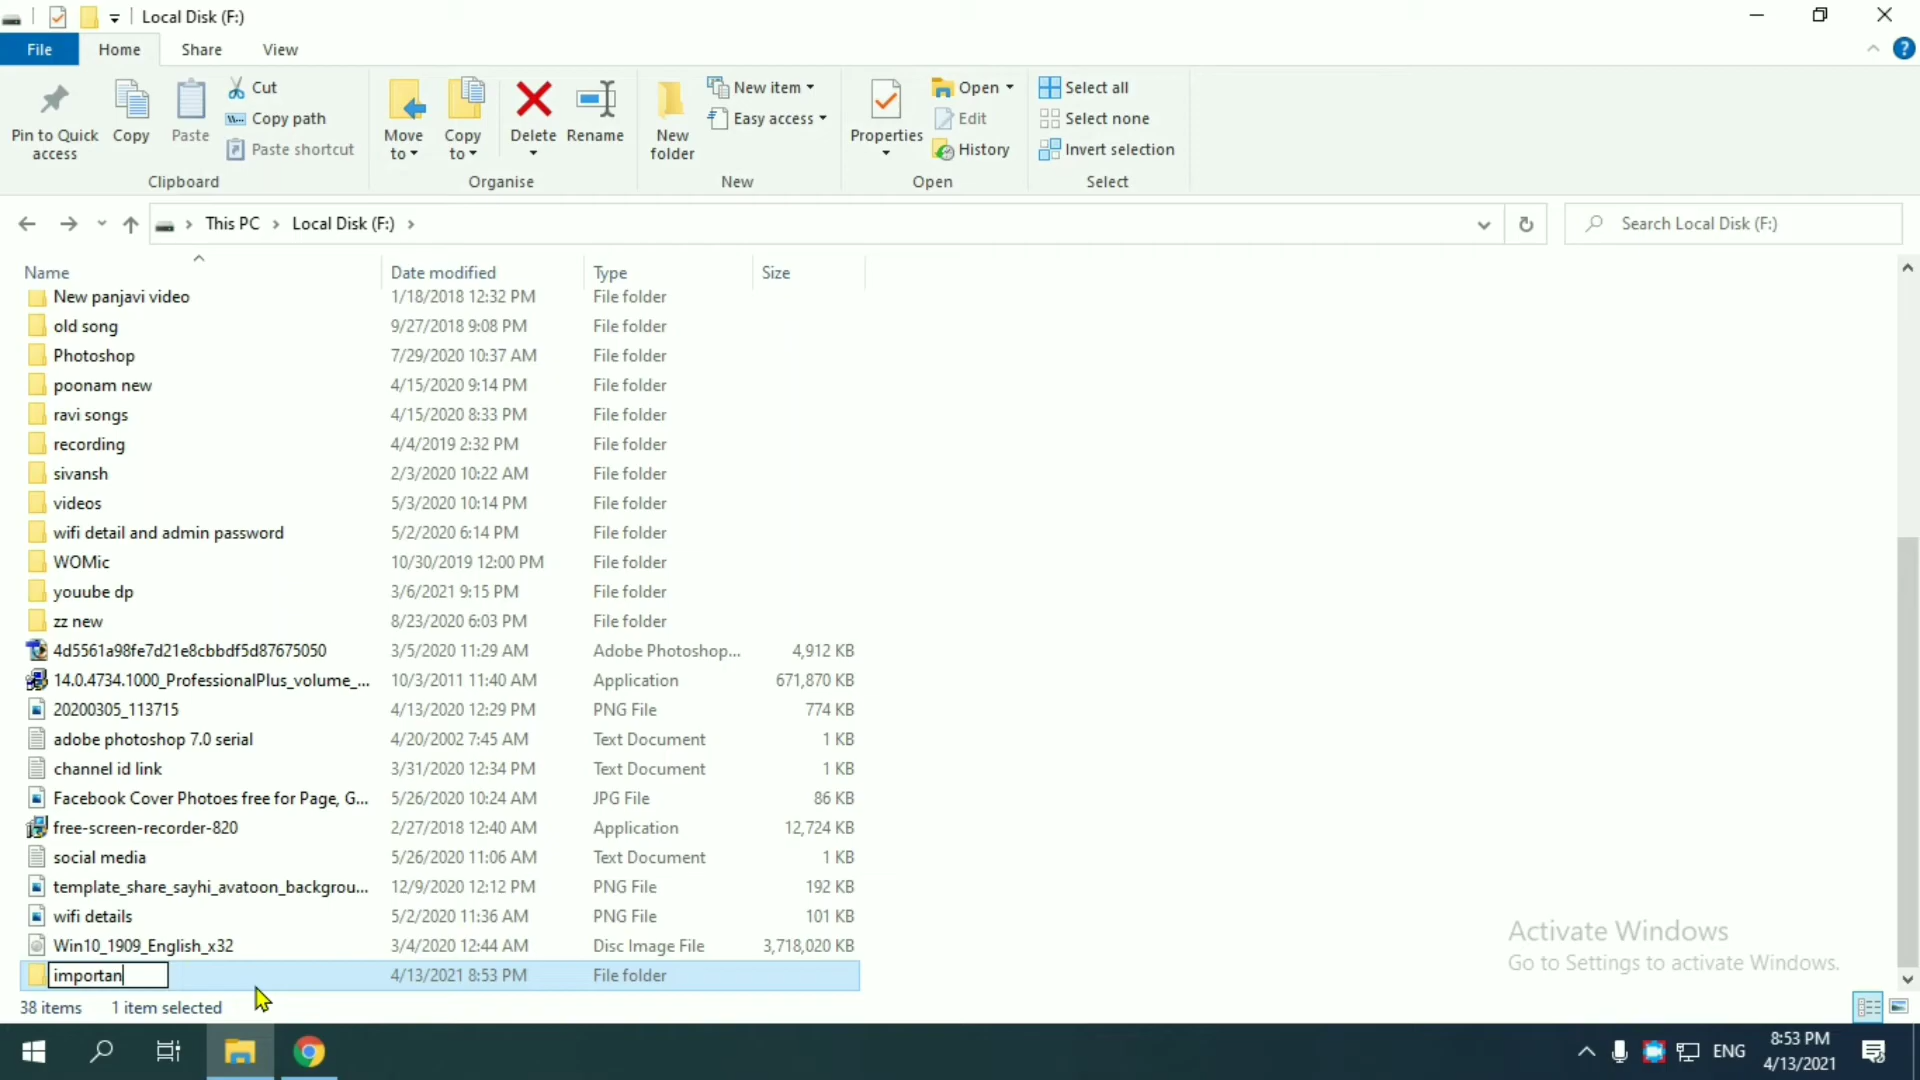 Local Disk (F:)
File Home Share View
Pin to Quick access
Copy
Paste
Cut
Copy path
Paste shortcut
Clipboard
Move to
Copy to
Delete
Rename
Organise
New folder
New item
Easy access
New
Properties
Open
Edit
History
Open
Select all
Select none
Invert selection
Select
This PC > Local Disk (F:) >
Search Local Disk (F:)
Name Date modified Type Size
New panjavi video 1/18/2018 12:32 PM File folder
old song 9/27/2018 9:08 PM File folder
Photoshop 7/29/2020 10:37 AM File folder
poonam new 4/15/2020 9:14 PM File folder
ravi songs 4/15/2020 8:33 PM File folder
recording 4/4/2019 2:32 PM File folder
sivansh 2/3/2020 10:22 AM File folder
videos 5/3/2020 10:14 PM File folder
wifi detail and admin password 5/2/2020 6:14 PM File folder
WOMic 10/30/2019 12:00 PM File folder
youube dp 3/6/2021 9:15 PM File folder
zz new 8/23/2020 6:03 PM File folder
4d5561a98fe7d21e8cbbdf5d87675050 3/5/2020 11:29 AM Adobe Photoshop... 4,912 KB
14.0.4734.1000_ProfessionalPlus_volume_... 10/3/2011 11:40 AM Application 671,870 KB
20200305_113715 4/13/2020 12:29 PM PNG File 774 KB
adobe photoshop 7.0 serial 4/20/2002 7:45 AM Text Document 1 KB
channel id link 3/31/2020 12:34 PM Text Document 1 KB
Facebook Cover Photoes free for Page, G... 5/26/2020 10:24 AM JPG File 86 KB
free-screen-recorder-820 2/27/2018 12:40 AM Application 12,724 KB
social media 5/26/2020 11:06 AM Text Document 1 KB
template_share_sayhi_avatoon_backgrou... 12/9/2020 12:12 PM PNG File 192 KB
wifi details 5/2/2020 11:36 AM PNG File 101 KB
Win10_1909_English_x32 3/4/2020 12:44 AM Disc Image File 3,718,020 KB
importan 4/13/2021 8:53 PM File folder
Activate Windows
Go to Settings to activate Windows.
38 items 1 item selected
ENG
8:53 PM
4/13/2021